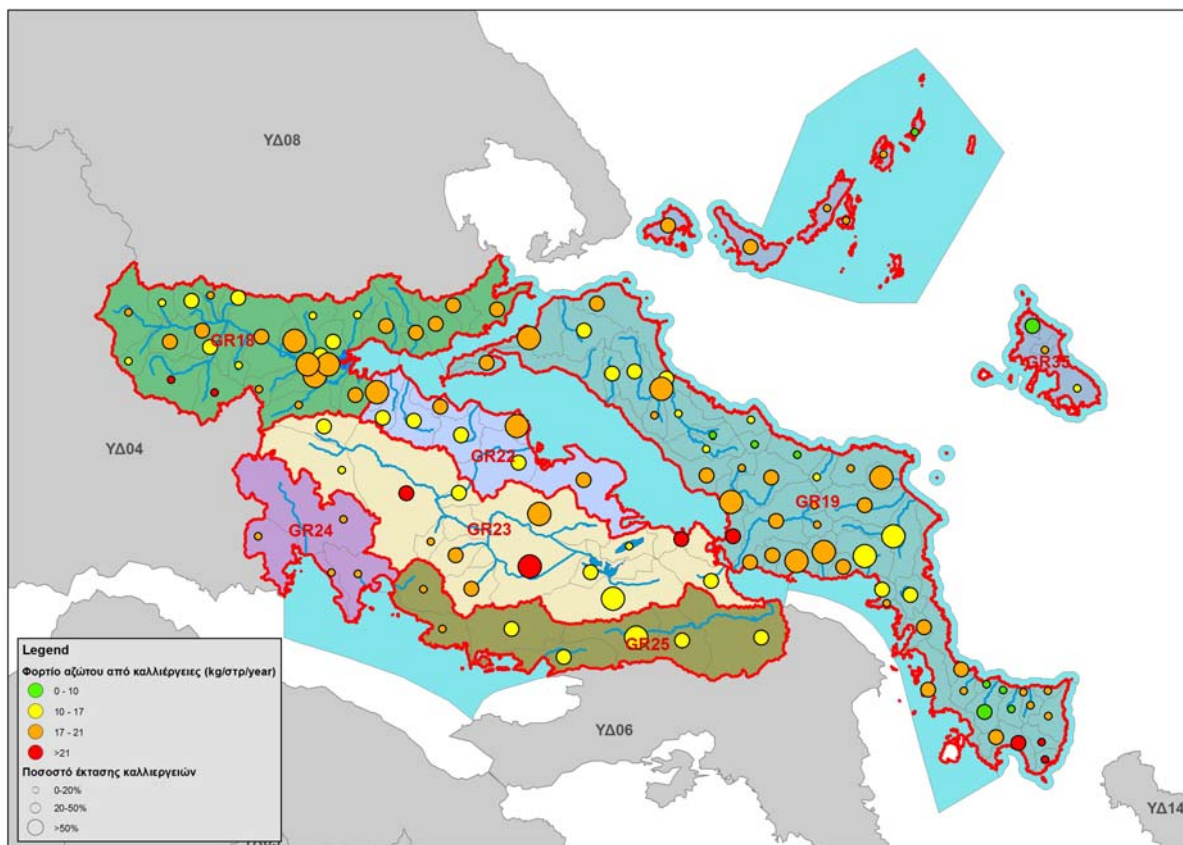 ΥΔ08
GR18
GR35
ΥΔ04
GR22
GR19
GR24
GR23
GR25
ΥΔ06
ΥΔ14
Legend
Φορτίο αζώτου από καλλιέργειες (kg/στρ/year)
0 - 10
10 - 17
17 - 21
>21
Ποσοστό έκτασης καλλιεργειών
0-20%
20-50%
>50%